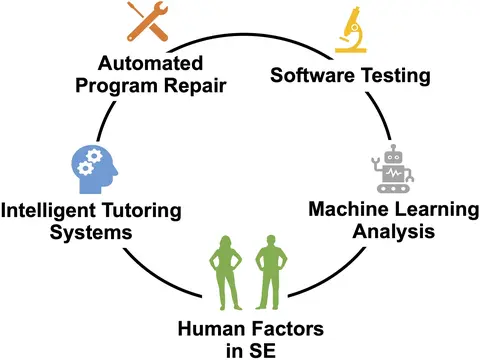 Automated
Program Repair
Software Testing
Intelligent Tutoring
Systems
Machine Learning
Analysis
Human Factors
in SE